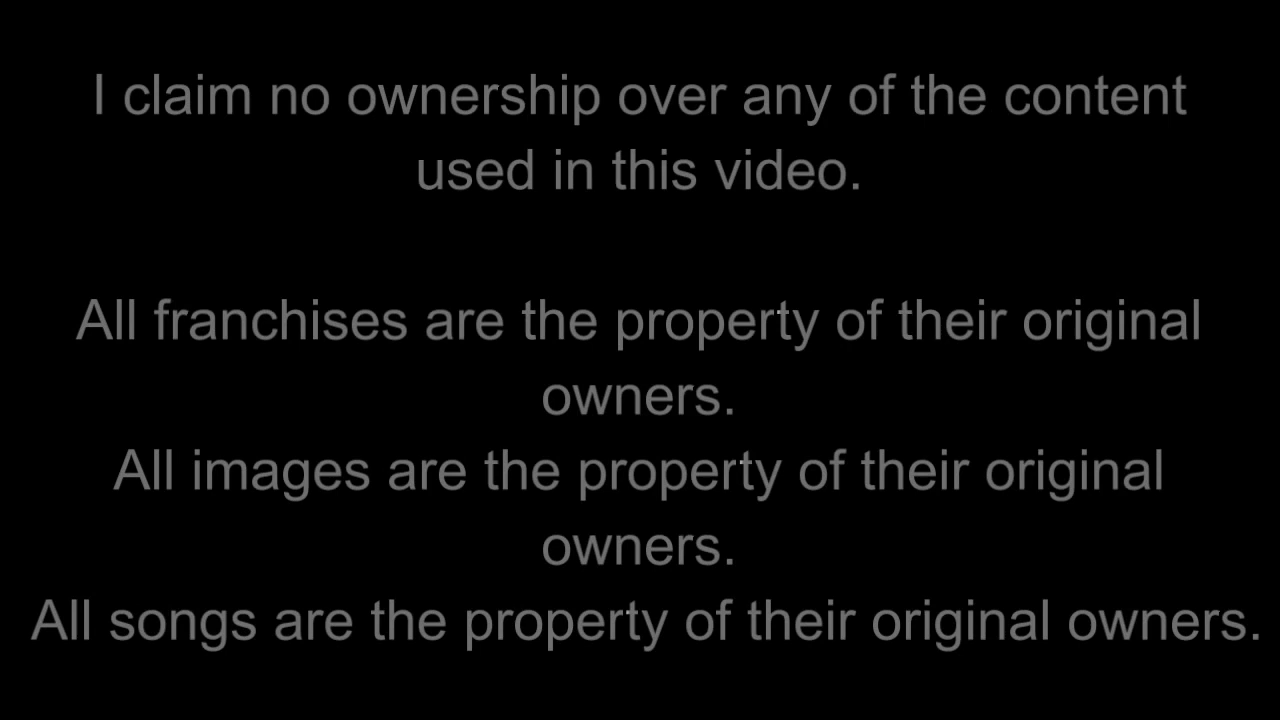 I claim no ownership over any of the content
used in this video.
All franchises are the property of their original
owners.
All images are the property of their original
owners.
All songs are the property of their original owners.